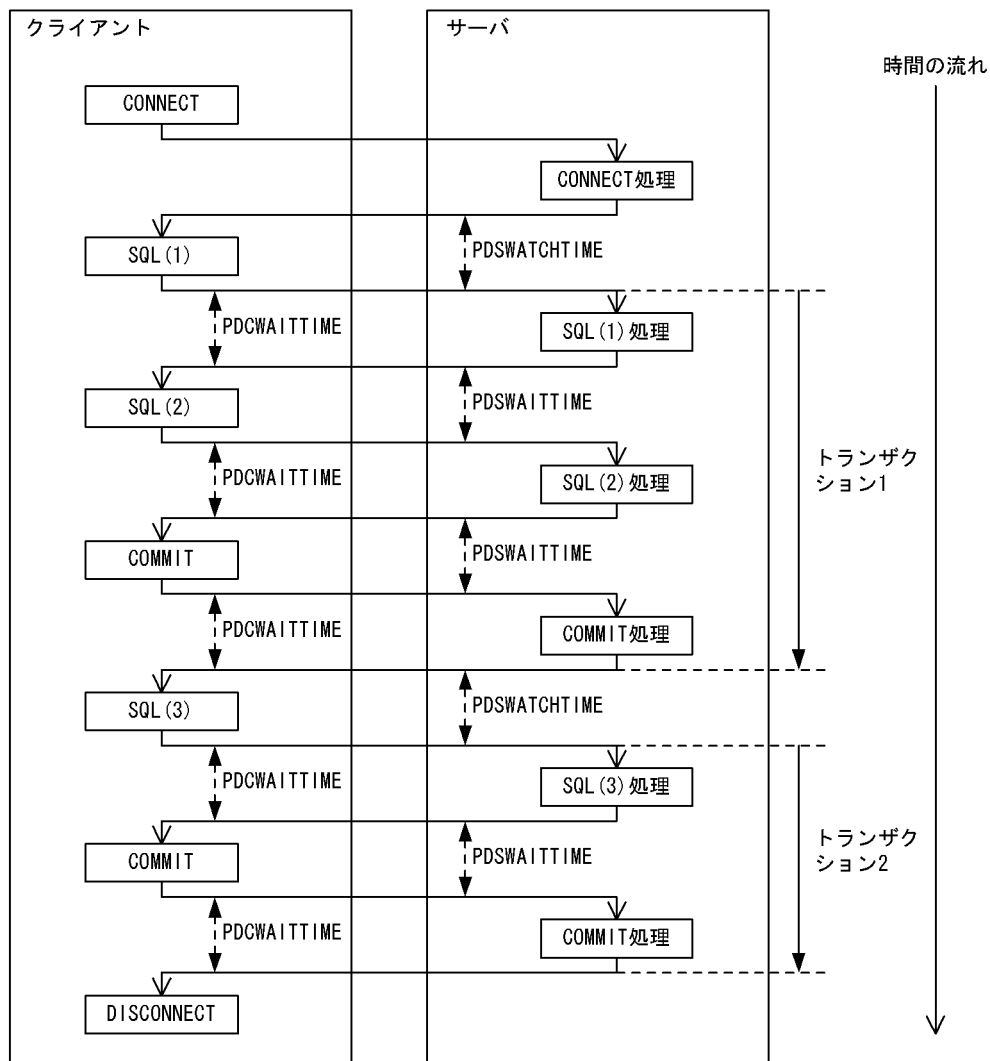 クライアント
サーバ
時間の流れ
CONNECT
CONNECT処理
SQL(1)
PDSWATCHTIME
PDCWAITTIME
SQL(1)処理
SQL(2)
PDSWAITTIME
PDCWAITTIME
SQL(2)処理
トランザク
ション1
COMMIT
PDSWAITTIME
PDCWAITTIME
COMMIT処理
SQL(3)
PDSWATCHTIME
PDCWAITTIME
SQL(3)処理
COMMIT
PDSWAITTIME
トランザク
ション2
PDCWAITTIME
COMMIT処理
DISCONNECT